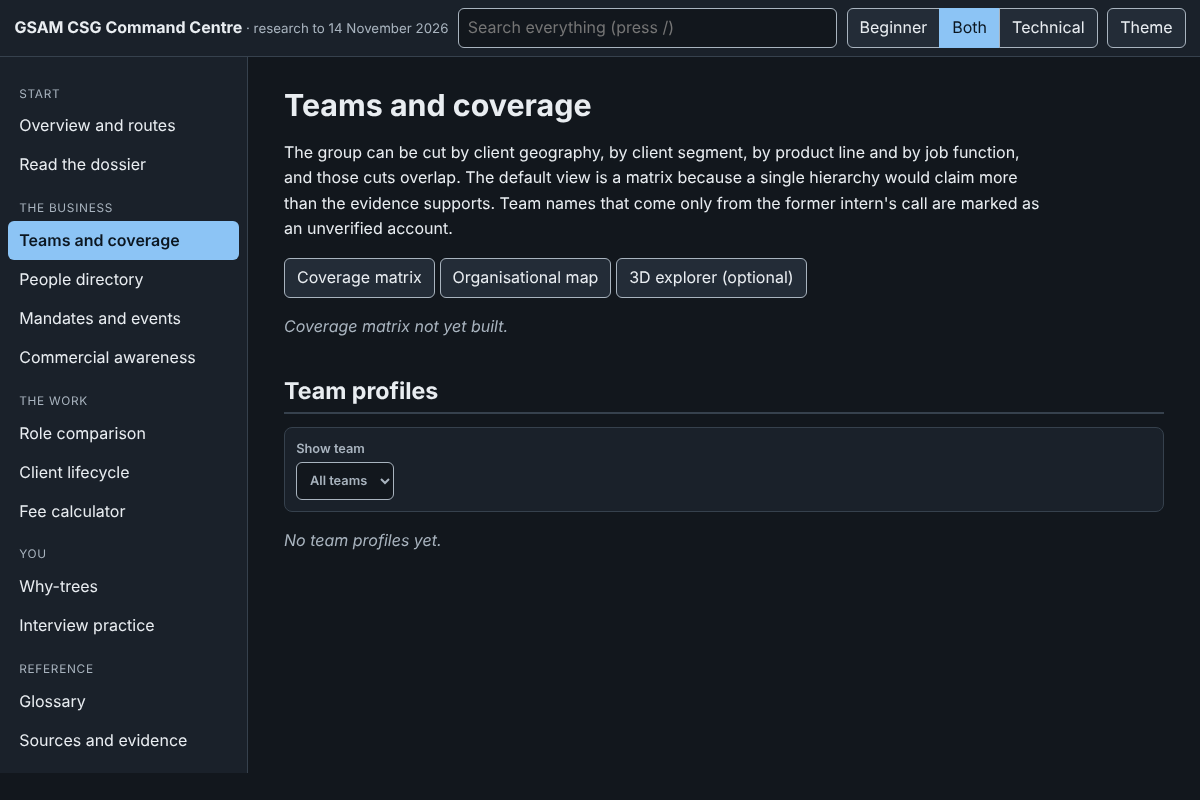 GSAM CSG Command Centre · research to 14 November 2026
Search everything (press /)
Beginner
Both
Technical
Theme
START
Overview and routes
Read the dossier
THE BUSINESS
Teams and coverage
People directory
Mandates and events
Commercial awareness
THE WORK
Role comparison
Client lifecycle
Fee calculator
YOU
Why-trees
Interview practice
REFERENCE
Glossary
Sources and evidence
Teams and coverage
The group can be cut by client geography, by client segment, by product line and by job function,
and those cuts overlap. The default view is a matrix because a single hierarchy would claim more
than the evidence supports. Team names that come only from the former intern's call are marked as
an unverified account.
Coverage matrix
Organisational map
3D explorer (optional)
Coverage matrix not yet built.
Team profiles
Show team
All teams
No team profiles yet.